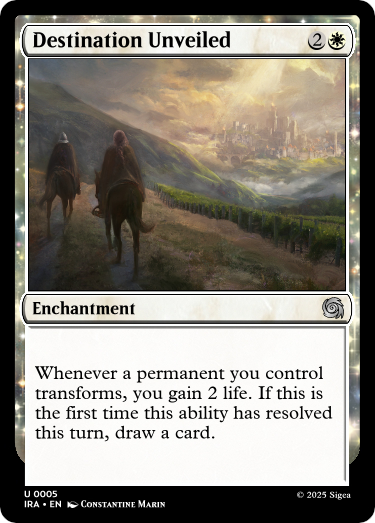 Destination Unveiled 2
Enchantment
Whenever a permanent you control
transforms, you gain 2 life. If this is
the first time this ability has resolved
this turn, draw a card.
U 0005
IRA • EN Constantine Marin
© 2025 Sigea